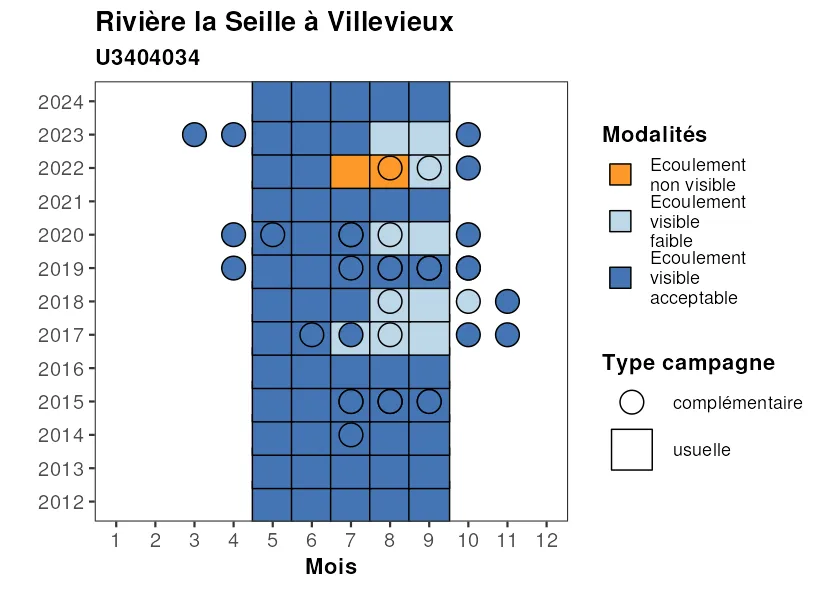 Rivière la Seille à Villevieux
U3404034
2024
2023
2022
2021
2020
2019
2018
2017
2016
2015
2014
2013
2012
1 2 3 4 5 6 7 8 9 10 11 12
Mois
Modalités
Ecoulement
non visible
Ecoulement
visible
faible
Ecoulement
visible
acceptable
Type campagne
complémentaire
usuelle